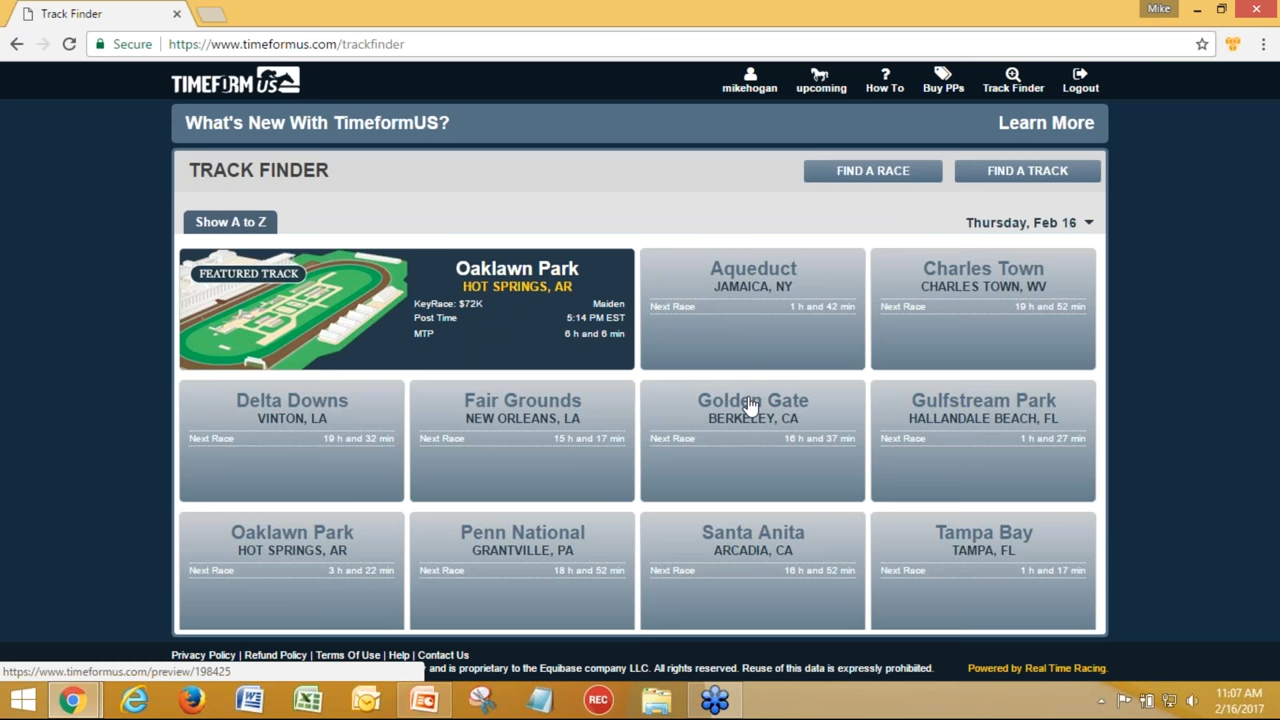 Track Finder
Mike
Secure
https://www.timeformus.com/trackfinder
TIMEFORM US
mikehogan
upcoming
How To
Buy PPs
Track Finder
Logout
What's New With TimeformUS?
Learn More
TRACK FINDER
FIND A RACE
FIND A TRACK
Show A to Z
Thursday, Feb 16
FEATURED TRACK
Oaklawn Park
HOT SPRINGS, AR
KeyRace: $72K Maiden
Post Time 5:14 PM EST
MTP 6 h and 6 min
Aqueduct
JAMAICA, NY
Next Race 1 h and 42 min
Charles Town
CHARLES TOWN, WV
Next Race 19 h and 52 min
Delta Downs
VINTON, LA
Next Race 19 h and 32 min
Fair Grounds
NEW ORLEANS, LA
Next Race 15 h and 17 min
Golden Gate
BERKELEY, CA
Next Race 16 h and 37 min
Gulfstream Park
HALLANDALE BEACH, FL
Next Race 1 h and 27 min
Oaklawn Park
HOT SPRINGS, AR
Next Race 3 h and 22 min
Penn National
GRANTVILLE, PA
Next Race 18 h and 52 min
Santa Anita
ARCADIA, CA
Next Race 16 h and 52 min
Tampa Bay
TAMPA, FL
Next Race 1 h and 17 min
Privacy Policy | Refund Policy | Terms Of Use | Help | Contact Us
https://www.timeformus.com/preview/198425
and is proprietary to the Equibase company LLC. All rights reserved. Reuse of this data is expressly prohibited.
Powered by Real Time Racing.
REC
11:07 AM
2/16/2017